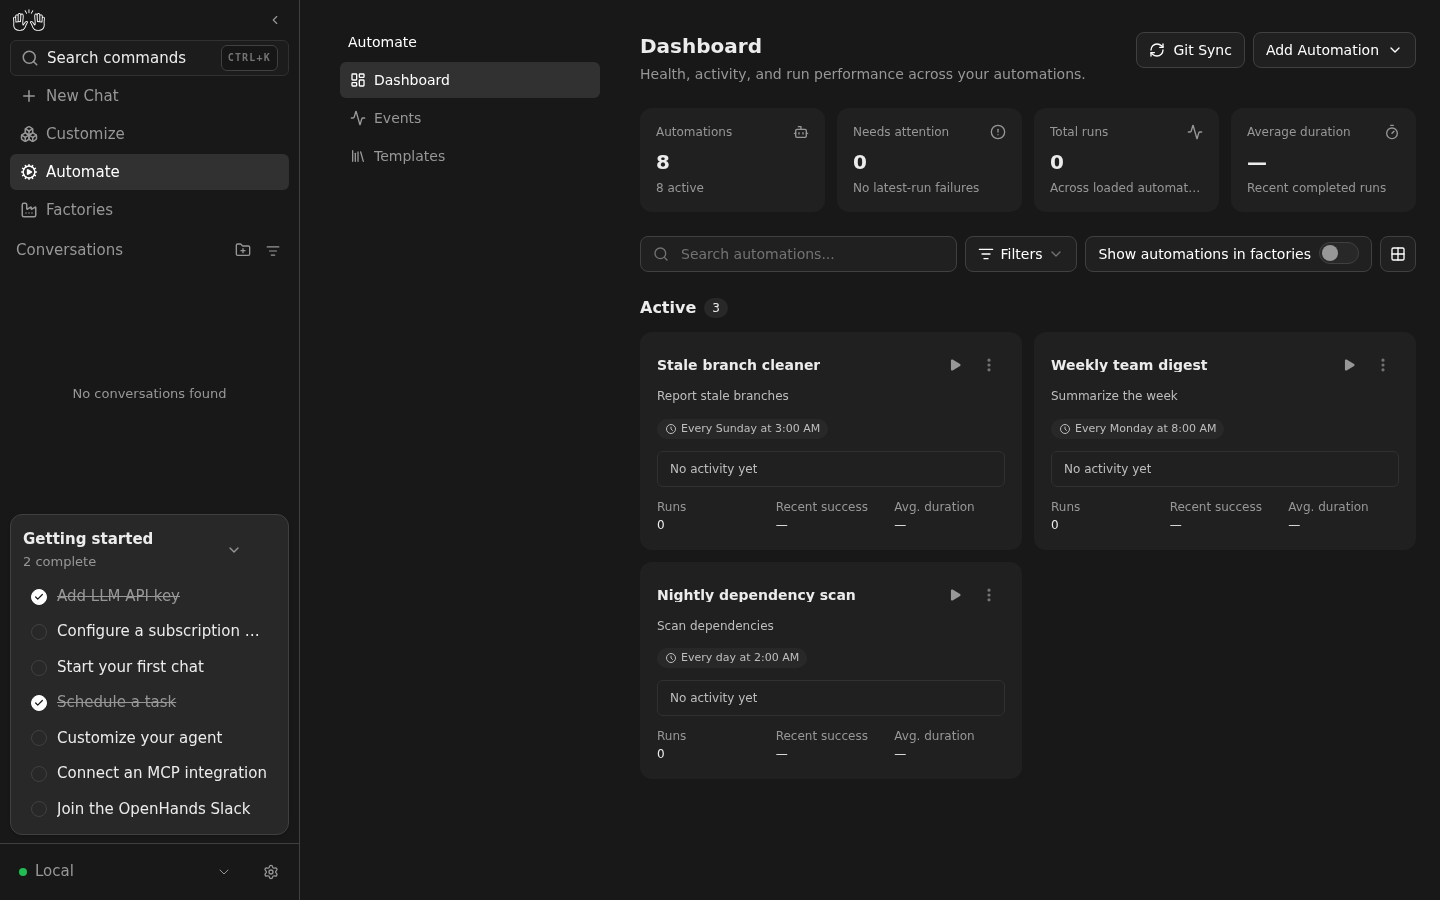 Search commands
CTRL+K
New Chat
Customize
Automate
Factories
Conversations
No conversations found
Getting started
2 complete
Add LLM API key
Configure a subscription ...
Start your first chat
Schedule a task
Customize your agent
Connect an MCP integration
Join the OpenHands Slack
Local
Automate
Dashboard
Events
Templates
Dashboard
Health, activity, and run performance across your automations.
Git Sync
Add Automation
Automations
8
8 active
Needs attention
0
No latest-run failures
Total runs
0
Across loaded automat...
Average duration
—
Recent completed runs
Search automations...
Filters
Show automations in factories
Active 3
Stale branch cleaner
Report stale branches
Every Sunday at 3:00 AM
No activity yet
Runs Recent success Avg. duration
0 — —
Weekly team digest
Summarize the week
Every Monday at 8:00 AM
No activity yet
Runs Recent success Avg. duration
0 — —
Nightly dependency scan
Scan dependencies
Every day at 2:00 AM
No activity yet
Runs Recent success Avg. duration
0 — —